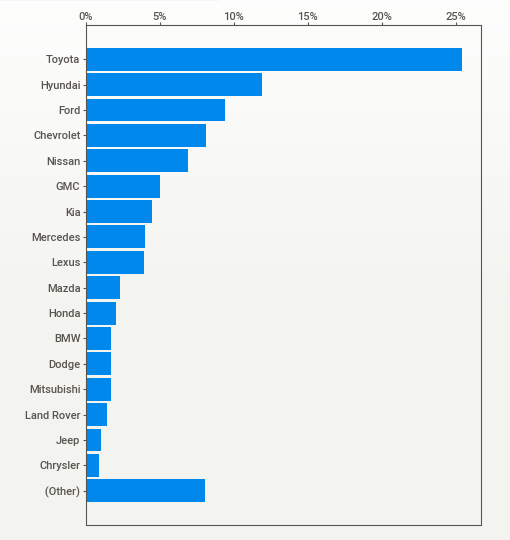 0% 5% 10% 15% 20% 25%
Toyota
Hyundai
Ford
Chevrolet
Nissan
GMC
Kia
Mercedes
Lexus
Mazda
Honda
BMW
Dodge
Mitsubishi
Land Rover
Jeep
Chrysler
(Other)